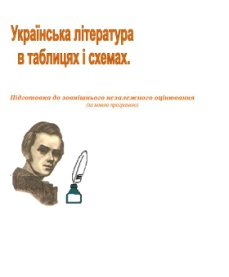 Українська література
в таблицях і схемах.
Підготовка до зовнішнього незалежного оцінювання
(за новою програмою)